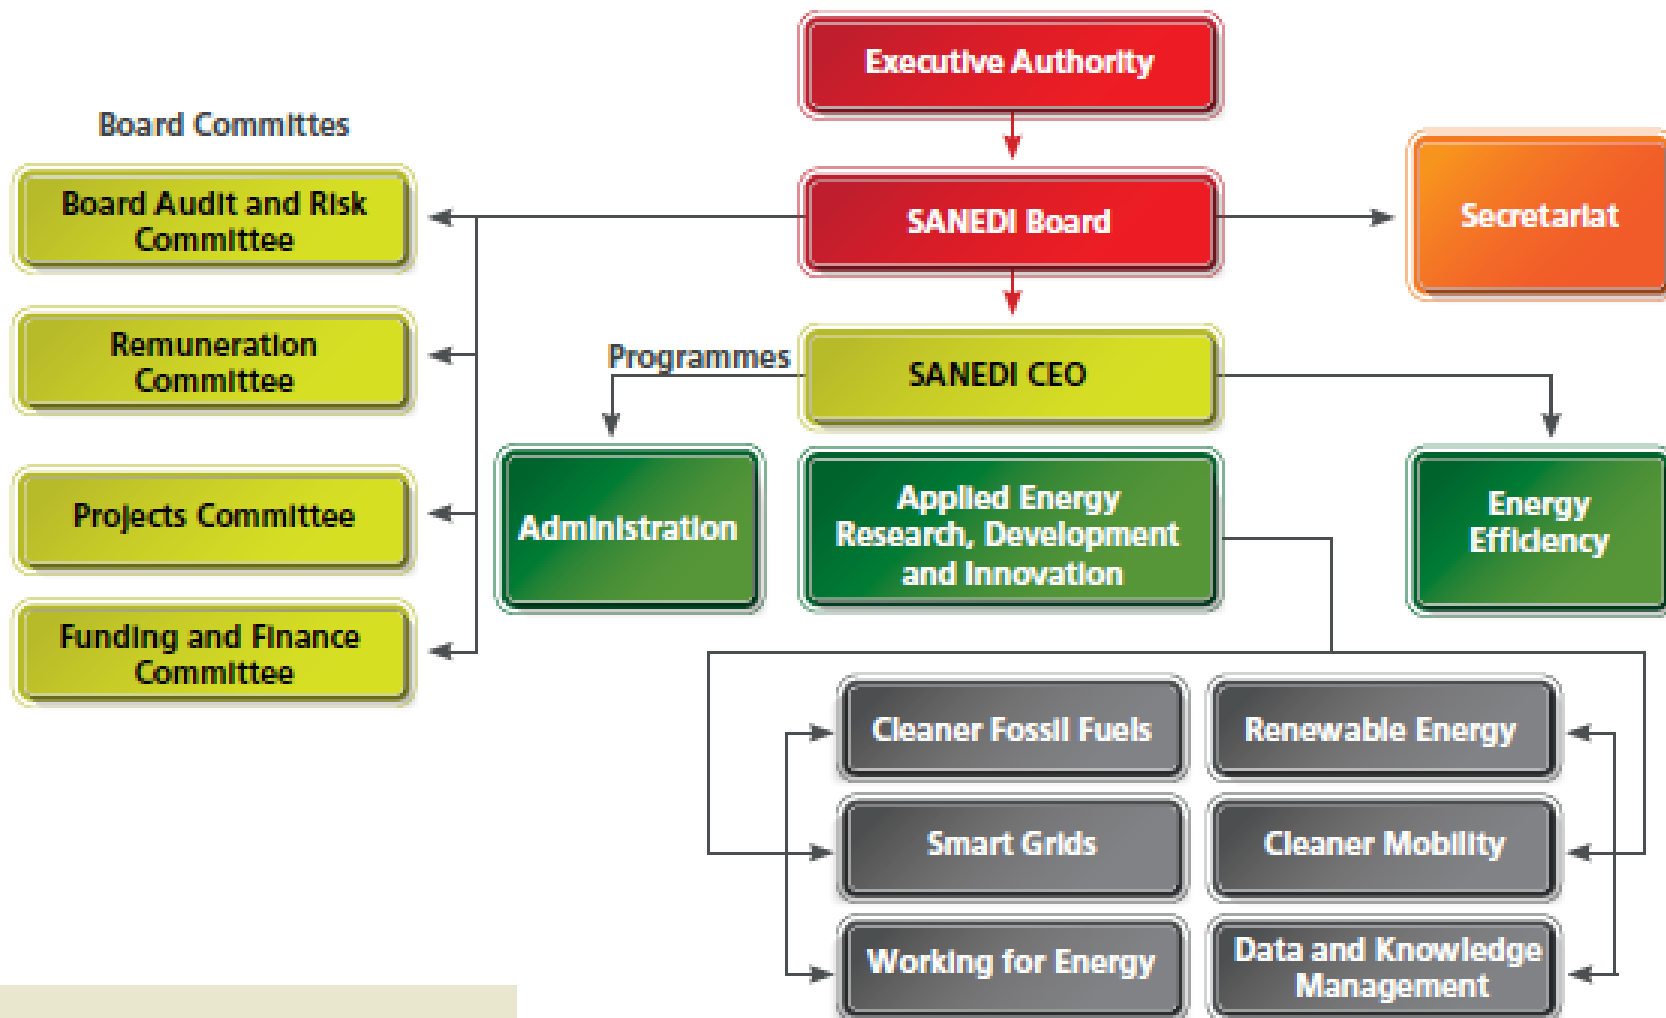 Executive Authority
Board Committes
Board Audit and Risk
Committee
SANEDI Board
Secretariat
Remuneration
Committee
Programmes
SANEDI CEO
Projects Committee
Administration
Applied Energy
Research, Development
and Innovation
Energy
Efficiency
Funding and Finance
Committee
Cleaner Fossil Fuels
Renewable Energy
Smart Grids
Cleaner Mobility
Working for Energy
Data and Knowledge
Management